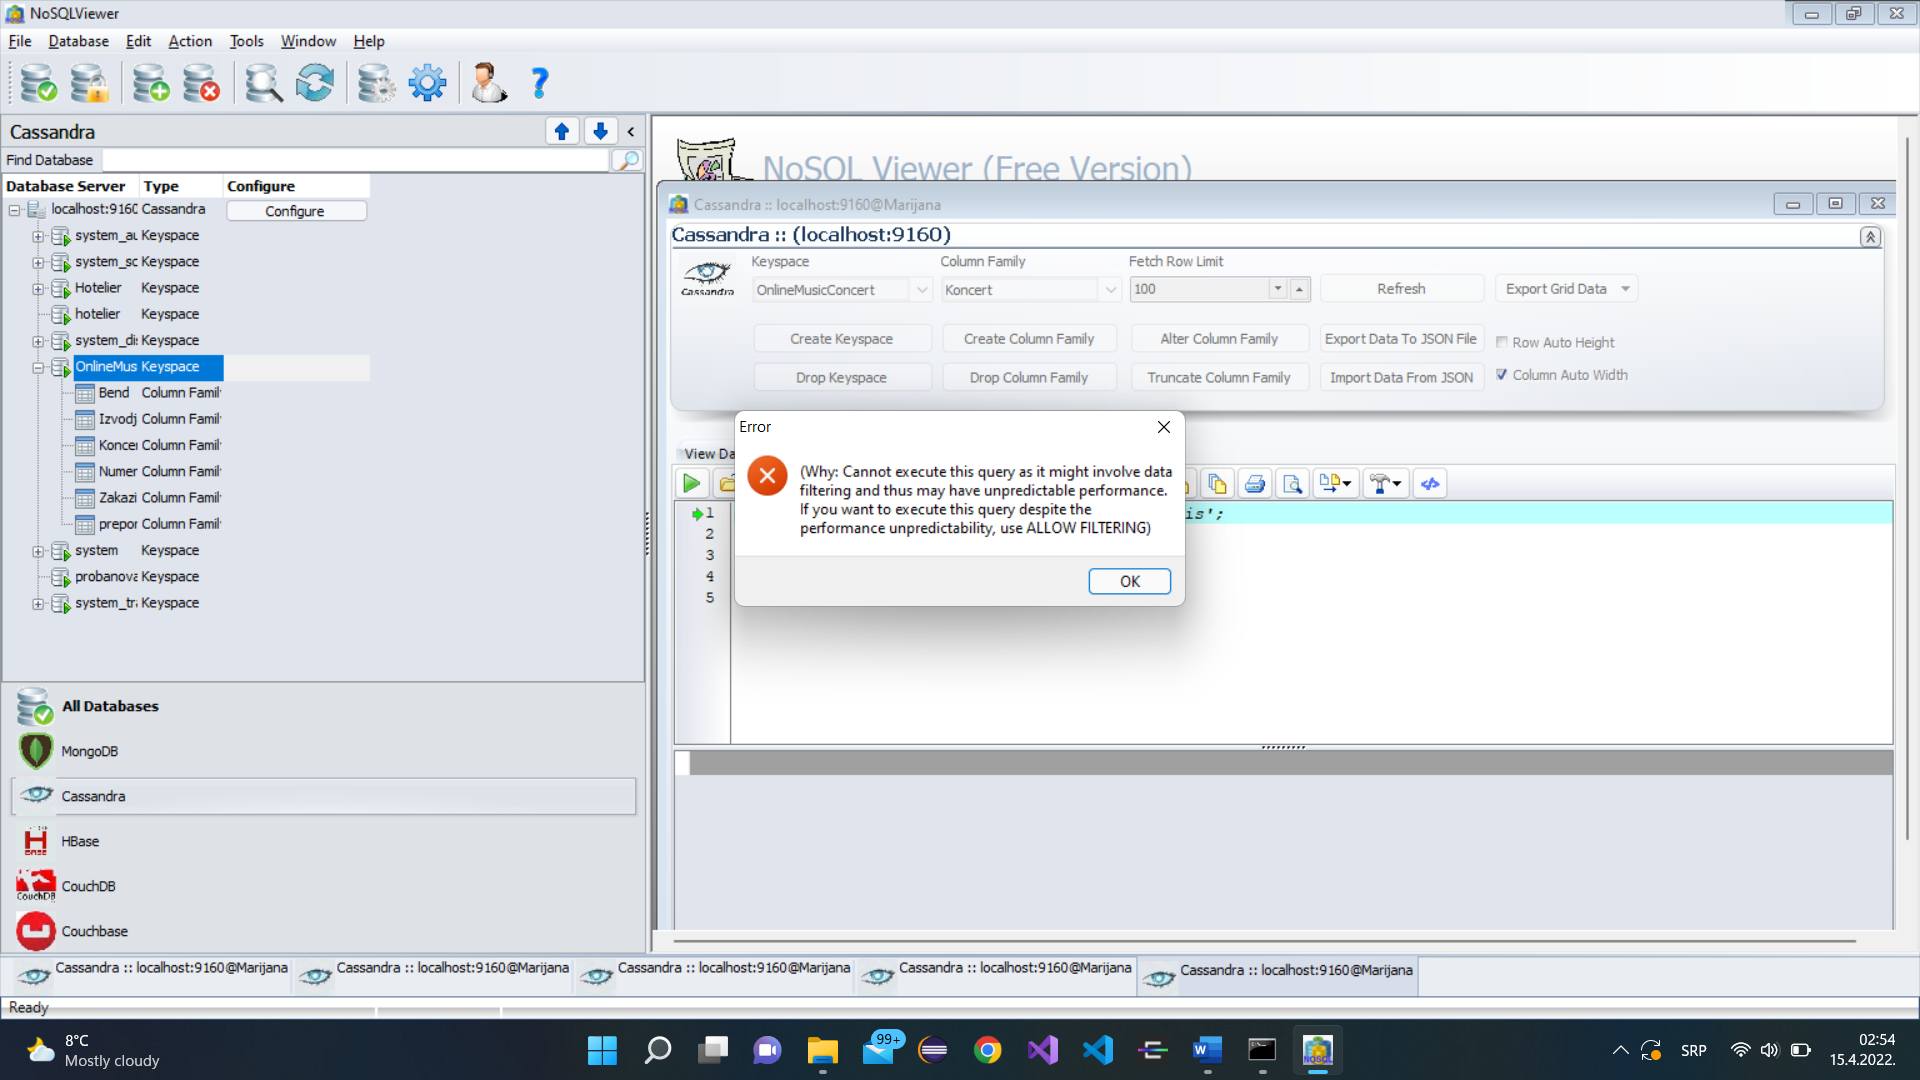 NoSQLViewer
File Database Edit Action Tools Window Help
Cassandra
Find Database
Database Server Type Configure
localhost:9160 Cassandra Configure
system_au Keyspace
system_sc Keyspace
Hotelier Keyspace
hotelier Keyspace
system_dis Keyspace
OnlineMus Keyspace
Bend Column Famil
Izvodj Column Famil
Koncer Column Famil
Numer Column Famil
Zakazi Column Famil
prepor Column Famil
system Keyspace
probanova Keyspace
system_tra Keyspace
All Databases
MongoDB
Cassandra
HBase
CouchDB
Couchbase
NoSQL Viewer (Free Version)
Cassandra :: localhost:9160@Marijana
Cassandra :: (localhost:9160)
Cassandra
Keyspace Column Family Fetch Row Limit
OnlineMusicConcert Koncert 100 Refresh Export Grid Data
Create Keyspace Create Column Family Alter Column Family Export Data To JSON File Row Auto Height
Drop Keyspace Drop Column Family Truncate Column Family Import Data From JSON Column Auto Width
View Da
1 is';
2
3
4
5
Error
(Why: Cannot execute this query as it might involve data
filtering and thus may have unpredictable performance.
If you want to execute this query despite the
performance unpredictability, use ALLOW FILTERING)
OK
Cassandra :: localhost:9160@Marijana Cassandra :: localhost:9160@Marijana Cassandra :: localhost:9160@Marijana Cassandra :: localhost:9160@Marijana Cassandra :: localhost:9160@Marijana
Ready
8°C
Mostly cloudy
99+
SRP
02:54
15.4.2022.